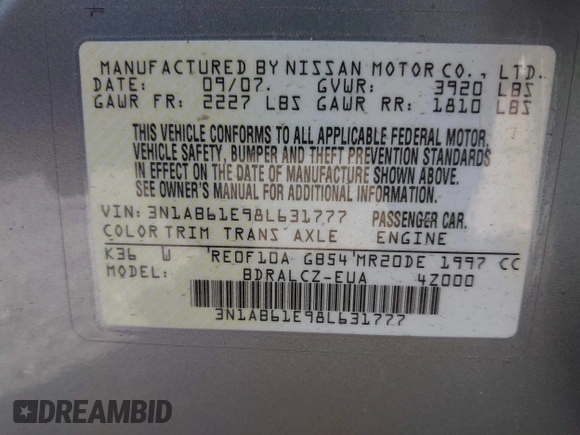 MANUFACTURED BY NISSAN MOTOR CO., LTD.
DATE: 09/07. GVWR: 3920 LBS
GAWR FR: 2227 LBS GAWR RR: 1810 LBS
THIS VEHICLE CONFORMS TO ALL APPLICABLE FEDERAL MOTOR
VEHICLE SAFETY, BUMPER AND THEFT PREVENTION STANDARDS
IN EFFECT ON THE DATE OF MANUFACTURE SHOWN ABOVE.
SEE OWNER'S MANUAL FOR ADDITIONAL INFORMATION.
VIN: 3N1AB61E98L631777 PASSENGER CAR.
COLOR TRIM TRANS AXLE ENGINE
K36 W RE0F10A GB54 MR20DE 1997 CC
MODEL: BDRALCZ-EUA 4Z000
3N1AB61E98L631777
DREAMBID